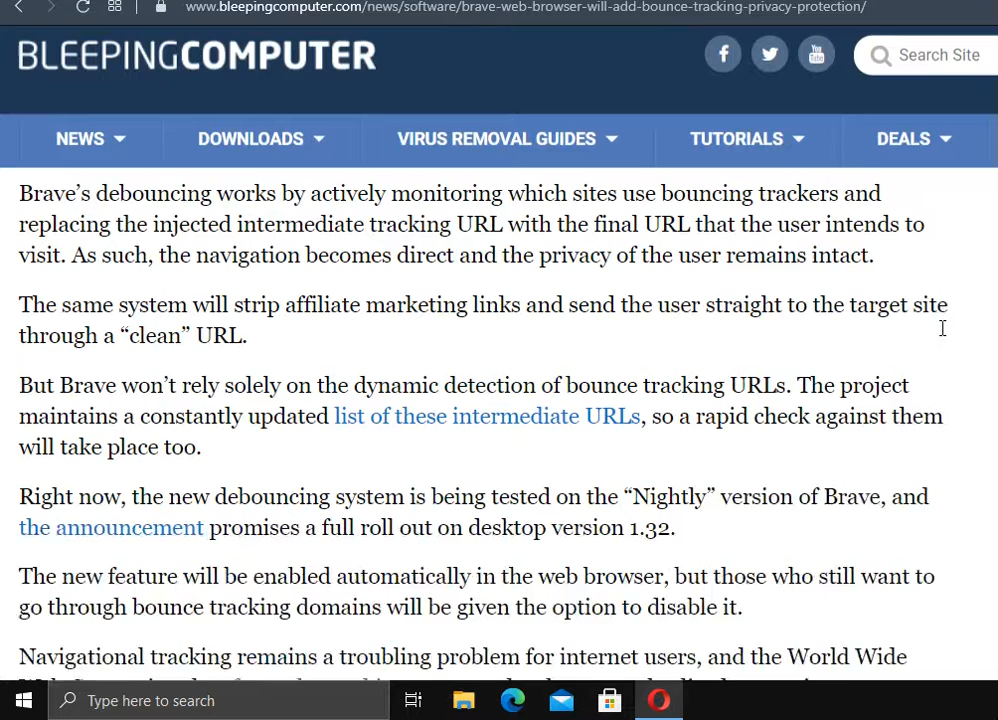 www.bleepingcomputer.com/news/software/brave-web-browser-will-add-bounce-tracking-privacy-protection/
BLEEPINGCOMPUTER
Search Site
NEWS DOWNLOADS VIRUS REMOVAL GUIDES TUTORIALS DEALS
Brave’s debouncing works by actively monitoring which sites use bouncing trackers and
replacing the injected intermediate tracking URL with the final URL that the user intends to
visit. As such, the navigation becomes direct and the privacy of the user remains intact.
The same system will strip affiliate marketing links and send the user straight to the target site
through a “clean” URL.
But Brave won’t rely solely on the dynamic detection of bounce tracking URLs. The project
maintains a constantly updated list of these intermediate URLs, so a rapid check against them
will take place too.
Right now, the new debouncing system is being tested on the “Nightly” version of Brave, and
the announcement promises a full roll out on desktop version 1.32.
The new feature will be enabled automatically in the web browser, but those who still want to
go through bounce tracking domains will be given the option to disable it.
Navigational tracking remains a troubling problem for internet users, and the World Wide
Type here to search